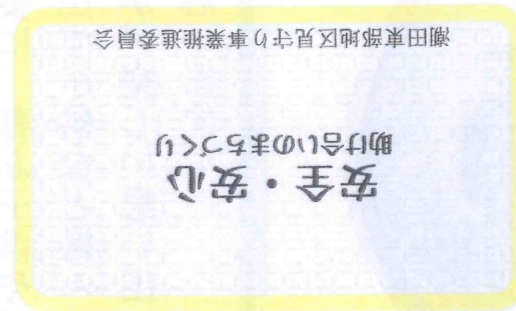 安全・安心
助け合いのまちづくり
潮田東部地区見守り事業推進委員会